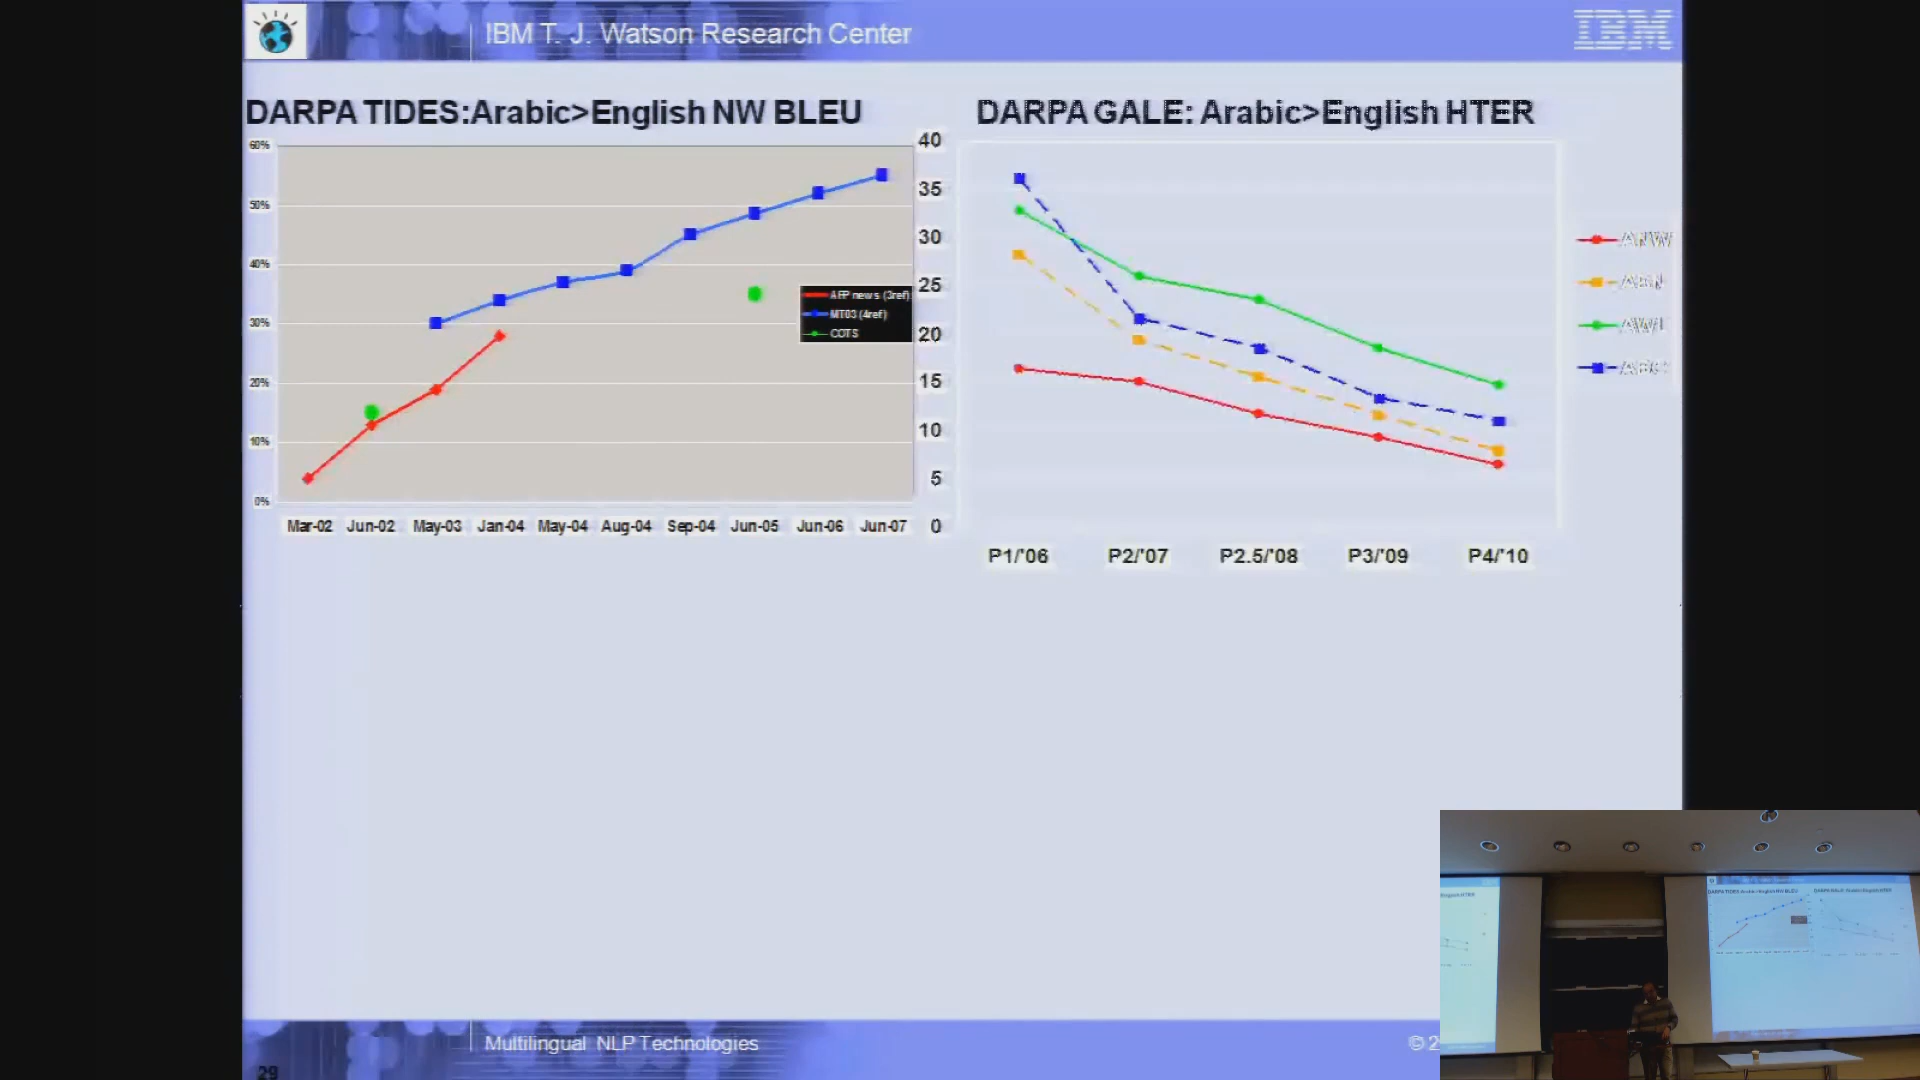 IBM T. J. Watson Research Center
IBM
DARPA TIDES:Arabic>English NW BLEU
DARPA GALE: Arabic>English HTER
60%
50%
40%
30%
20%
10%
0%
AFP news (3ref)
MT03 (4ref)
COTS
Mar-02 Jun-02 May-03 Jan-04 May-04 Aug-04 Sep-04 Jun-05 Jun-06 Jun-07
40
35
30
25
20
15
10
5
0
P1/'06 P2/'07 P2.5/'08 P3/'09 P4/'10
ANW
Multilingual NLP Technologies
© 2
29